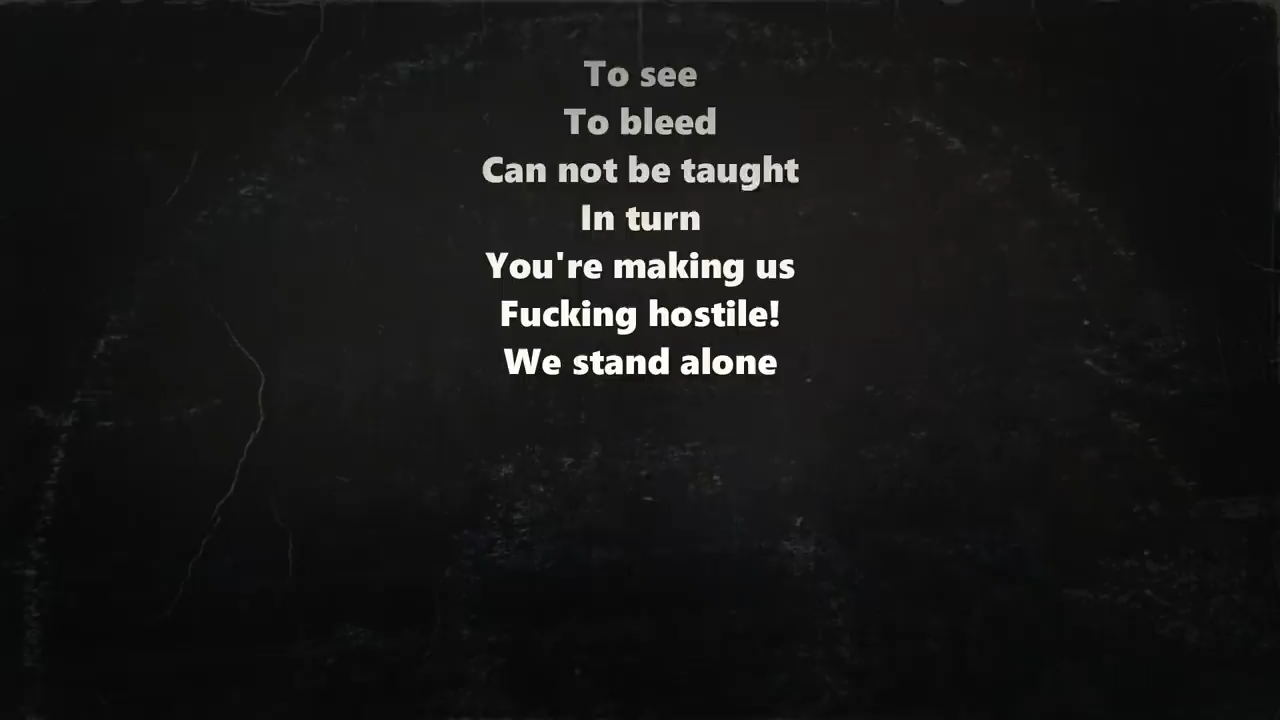 To see
To bleed
Can not be taught
In turn
You're making us
Fucking hostile!
We stand alone